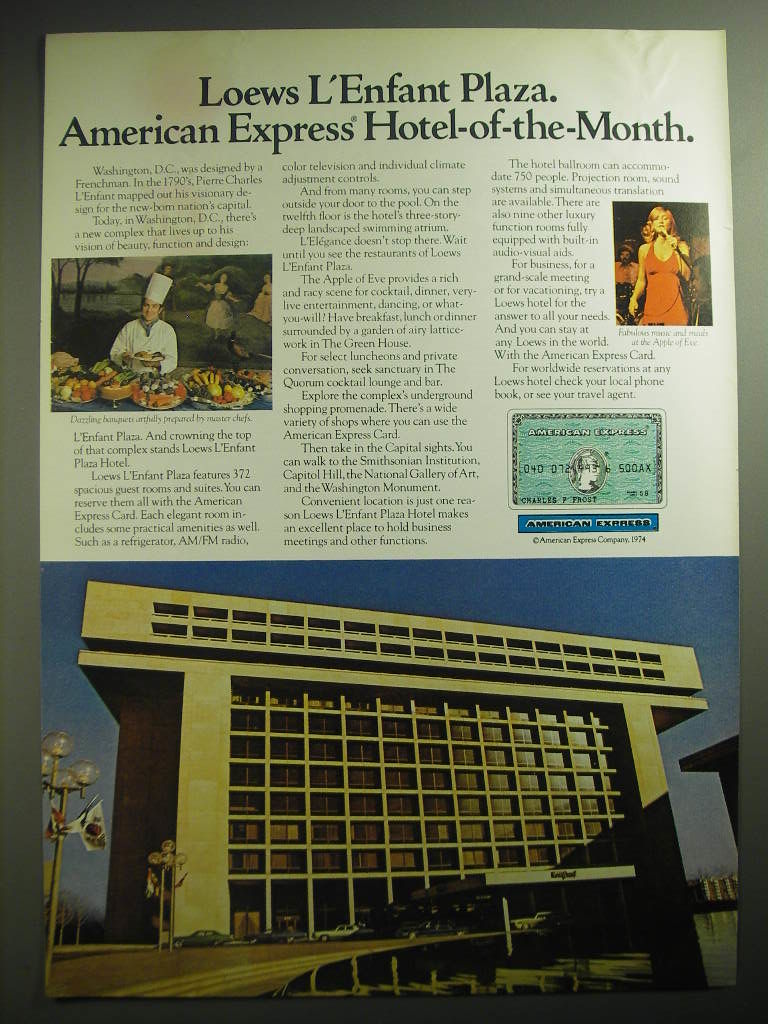 Loews L'Enfant Plaza.
American Express® Hotel-of-the-Month.
Washington, D.C., was designed by a
Frenchman. In the 1790's, Pierre Charles
L'Enfant mapped out his visionary de-
sign for the new-born nation's capital.
Today, in Washington, D.C., there's
a new complex that lives up to his
vision of beauty, function and design:
Dazzling banquets artfully prepared by master chefs.
L'Enfant Plaza. And crowning the top
of that complex stands Loews L'Enfant
Plaza Hotel.
Loews L'Enfant Plaza features 372
spacious guest rooms and suites. You can
reserve them all with the American
Express Card. Each elegant room in-
cludes some practical amenities as well.
Such as a refrigerator, AM/FM radio,
color television and individual climate
adjustment controls.
And from many rooms, you can step
outside your door to the pool. On the
twelfth floor is the hotel's three-story-
deep landscaped swimming atrium.
L'Elégance doesn't stop there. Wait
until you see the restaurants of Loews
L'Enfant Plaza.
The Apple of Eve provides a rich
and racy scene for cocktail, dinner, very-
live entertainment, dancing, or what-
you-will? Have breakfast, lunch or dinner
surrounded by a garden of airy lattice-
work in The Green House.
For select luncheons and private
conversation, seek sanctuary in The
Quorum cocktail lounge and bar.
Explore the complex's underground
shopping promenade. There's a wide
variety of shops where you can use the
American Express Card.
Then take in the Capital sights. You
can walk to the Smithsonian Institution,
Capitol Hill, the National Gallery of Art,
and the Washington Monument.
Convenient location is just one rea-
son Loews L'Enfant Plaza Hotel makes
an excellent place to hold business
meetings and other functions.
The hotel ballroom can accommo-
date 750 people. Projection room, sound
systems and simultaneous translation
are available. There are
also nine other luxury
function rooms fully
equipped with built-in
audio-visual aids.
For business, for a
grand-scale meeting
or for vacationing, try a
Loews hotel for the
answer to all your needs.
And you can stay at
any Loews in the world.
With the American Express Card.
For worldwide reservations at any
Loews hotel check your local phone
book, or see your travel agent.
Fabulous music and meals
at the Apple of Eve.
AMERICAN EXPRESS
CHARLES F FROST
AMERICAN EXPRESS
© American Express Company, 1974